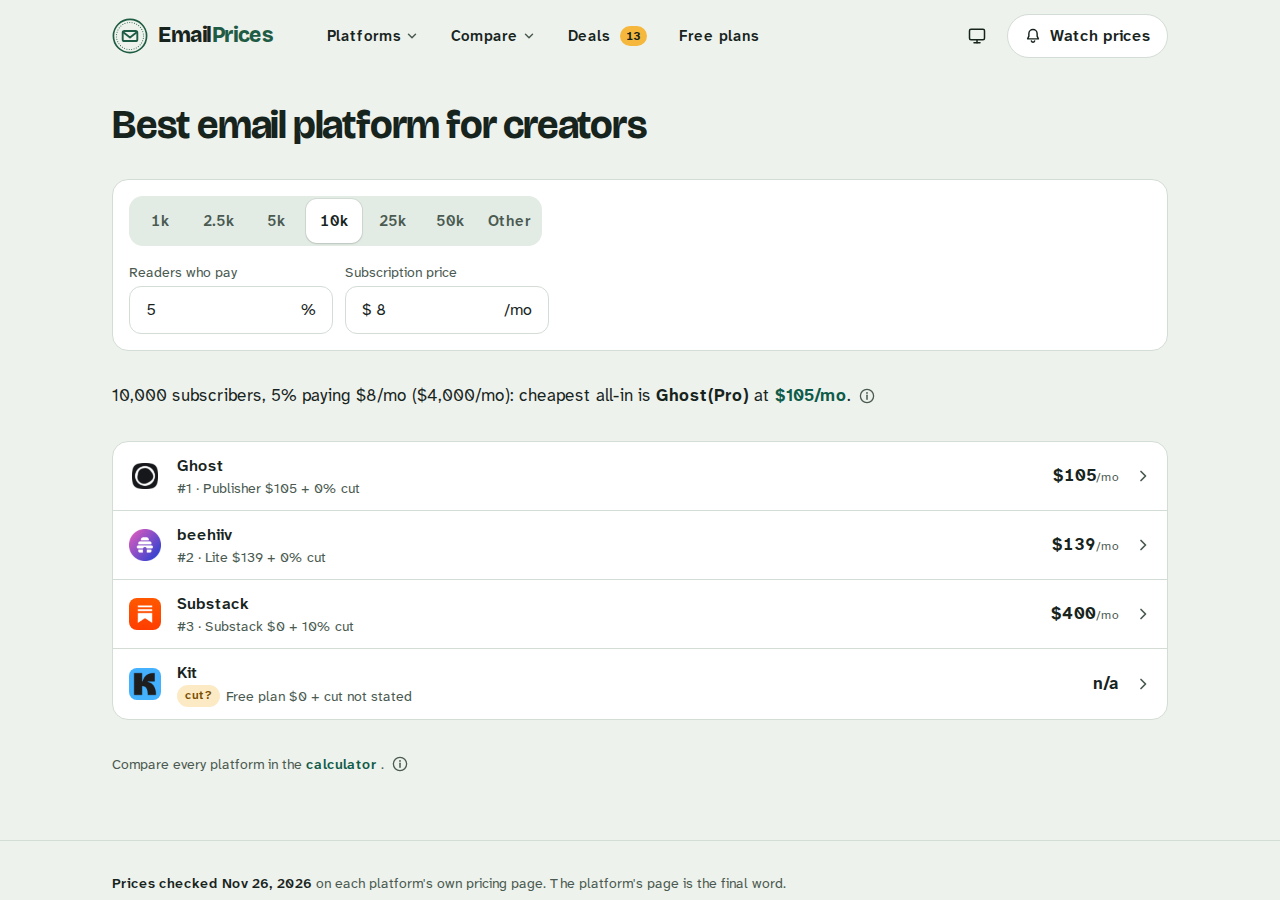 EmailPrices Platforms Compare Deals 13 Free plans Watch prices
Best email platform for creators
1k 2.5k 5k 10k 25k 50k Other
Readers who pay Subscription price
5 % $ 8 /mo
10,000 subscribers, 5% paying $8/mo ($4,000/mo): cheapest all-in is Ghost(Pro) at $105/mo.
Ghost
#1 · Publisher $105 + 0% cut
$105/mo
beehiiv
#2 · Lite $139 + 0% cut
$139/mo
Substack
#3 · Substack $0 + 10% cut
$400/mo
Kit
cut? Free plan $0 + cut not stated
n/a
Compare every platform in the calculator .
Prices checked Nov 26, 2026 on each platform's own pricing page. The platform's page is the final word.